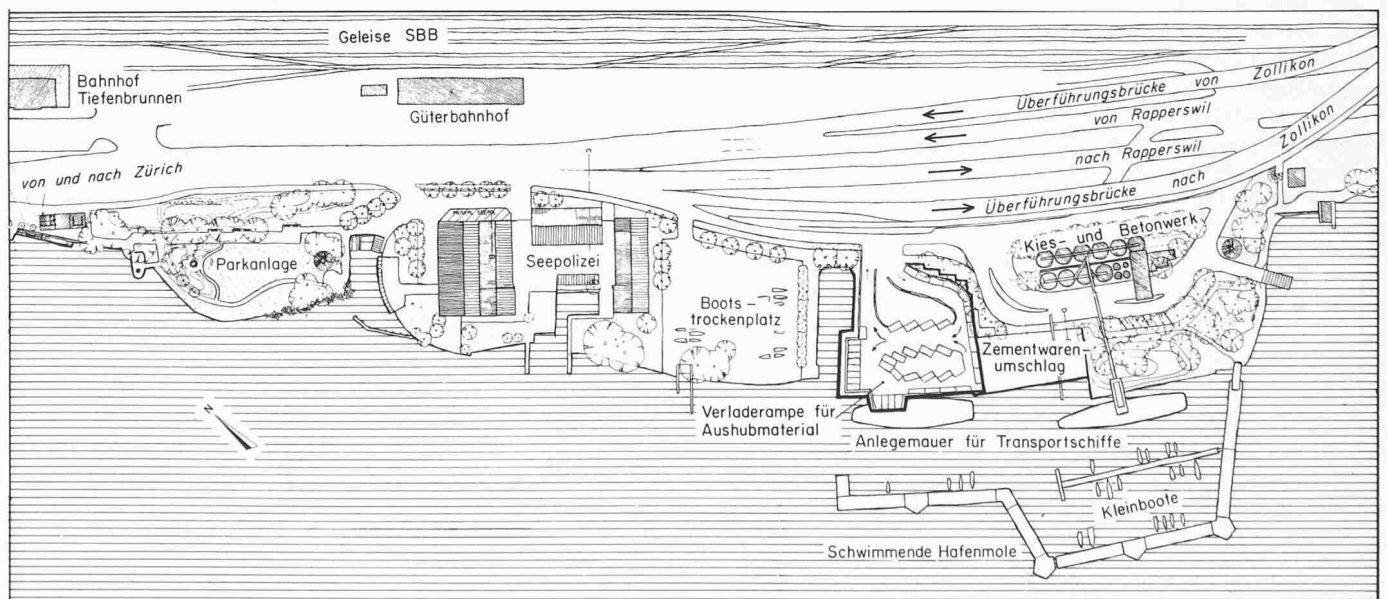 Geleise SBB
Bahnhof
Tiefenbrunnen
Güterbahnhof
Überführungsbrücke von Zollikon
von Rapperswil
nach Rapperswil
Überführungsbrücke nach Zollikon
von und nach Zürich
Parkanlage
Seepolizei
Boots-
trockenplatz
Kies- und Betonwerk
Zementwaren-
umschlag
Verladerampe für
Aushubmaterial
Anlegemauer für Transportschiffe
Kleinboote
Schwimmende Hafenmole
N